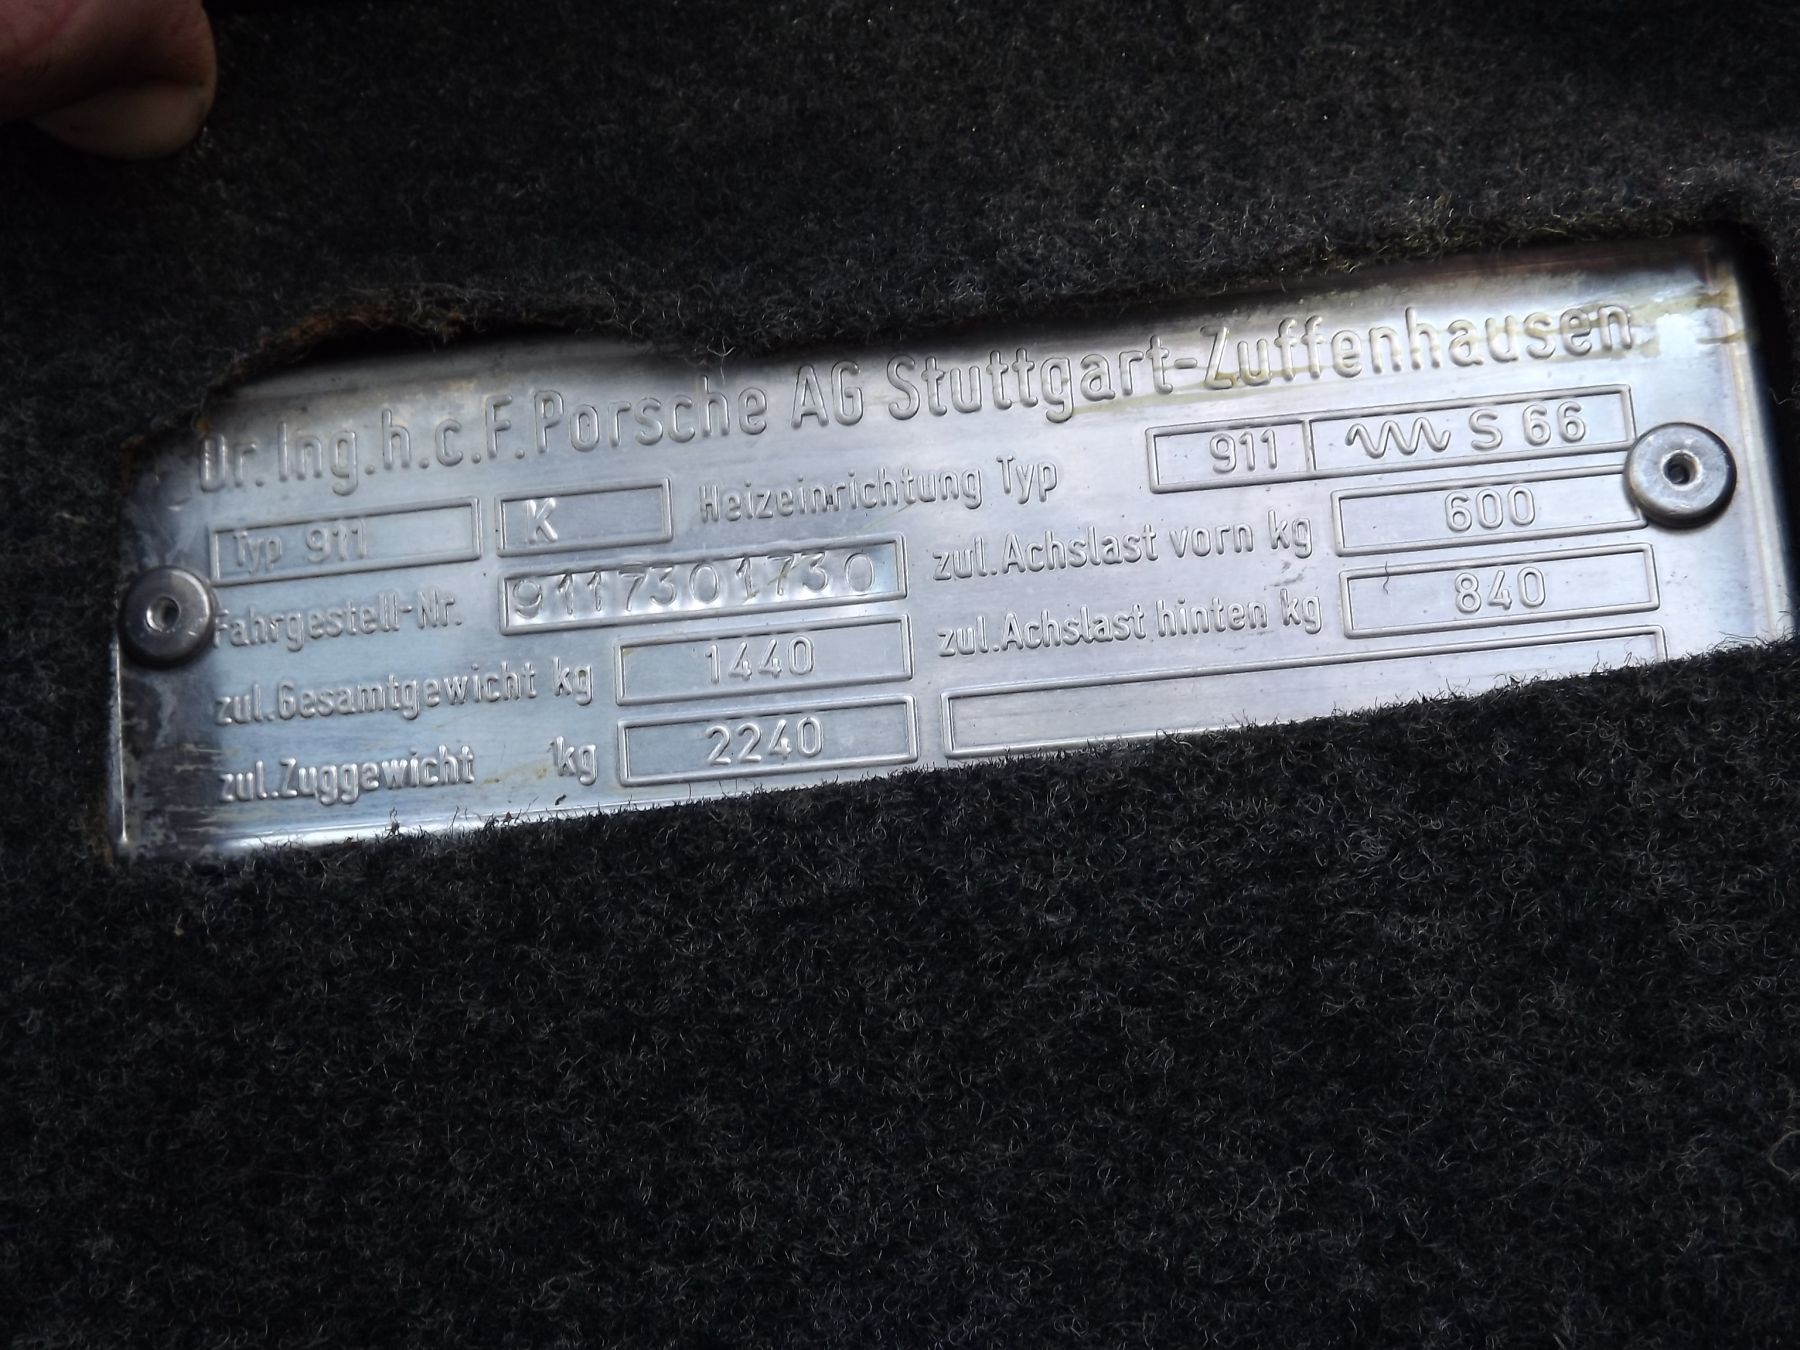 Dr. Ing.h.c.F.Porsche AG Stuttgart-Zuffenhausen
Typ 911 K Heizeinrichtung Typ 911 S 66
Fahrgestell-Nr. 9117301730 zul.Achslast vorn kg 600
zul.Gesamtgewicht kg 1440 zul.Achslast hinten kg 840
zul.Zuggewicht kg 2240